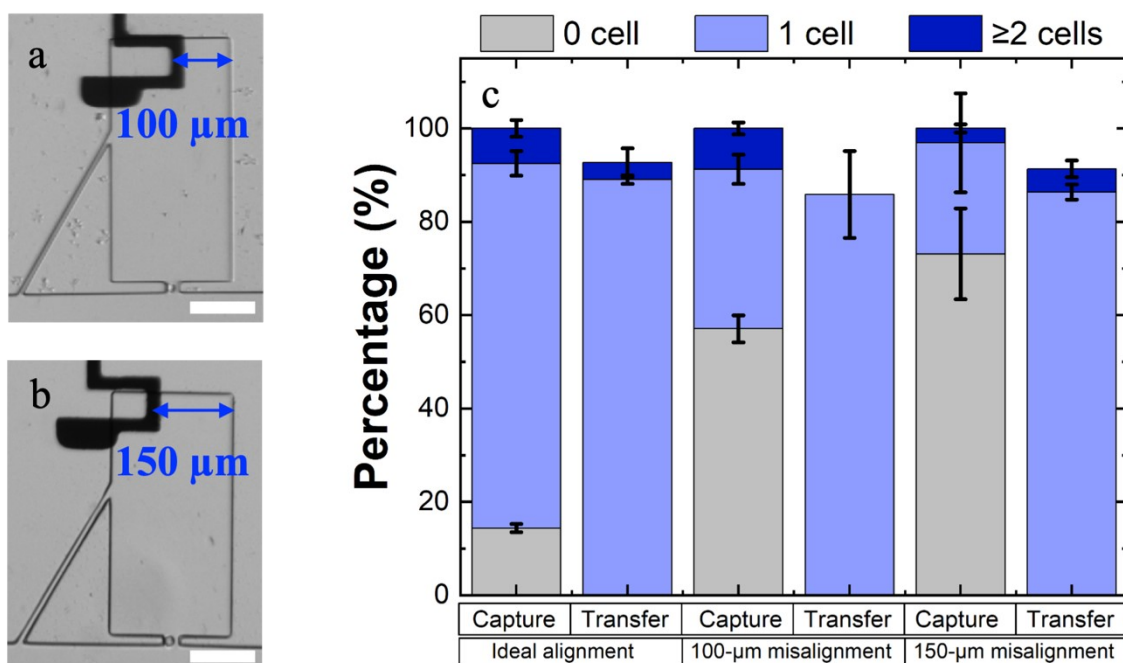 a
100 µm
b
150 µm
0 cell 1 cell ≥2 cells
c
Percentage (%)
100
80
60
40
20
0
Capture Transfer Capture Transfer Capture Transfer
Ideal alignment 100-µm misalignment 150-µm misalignment